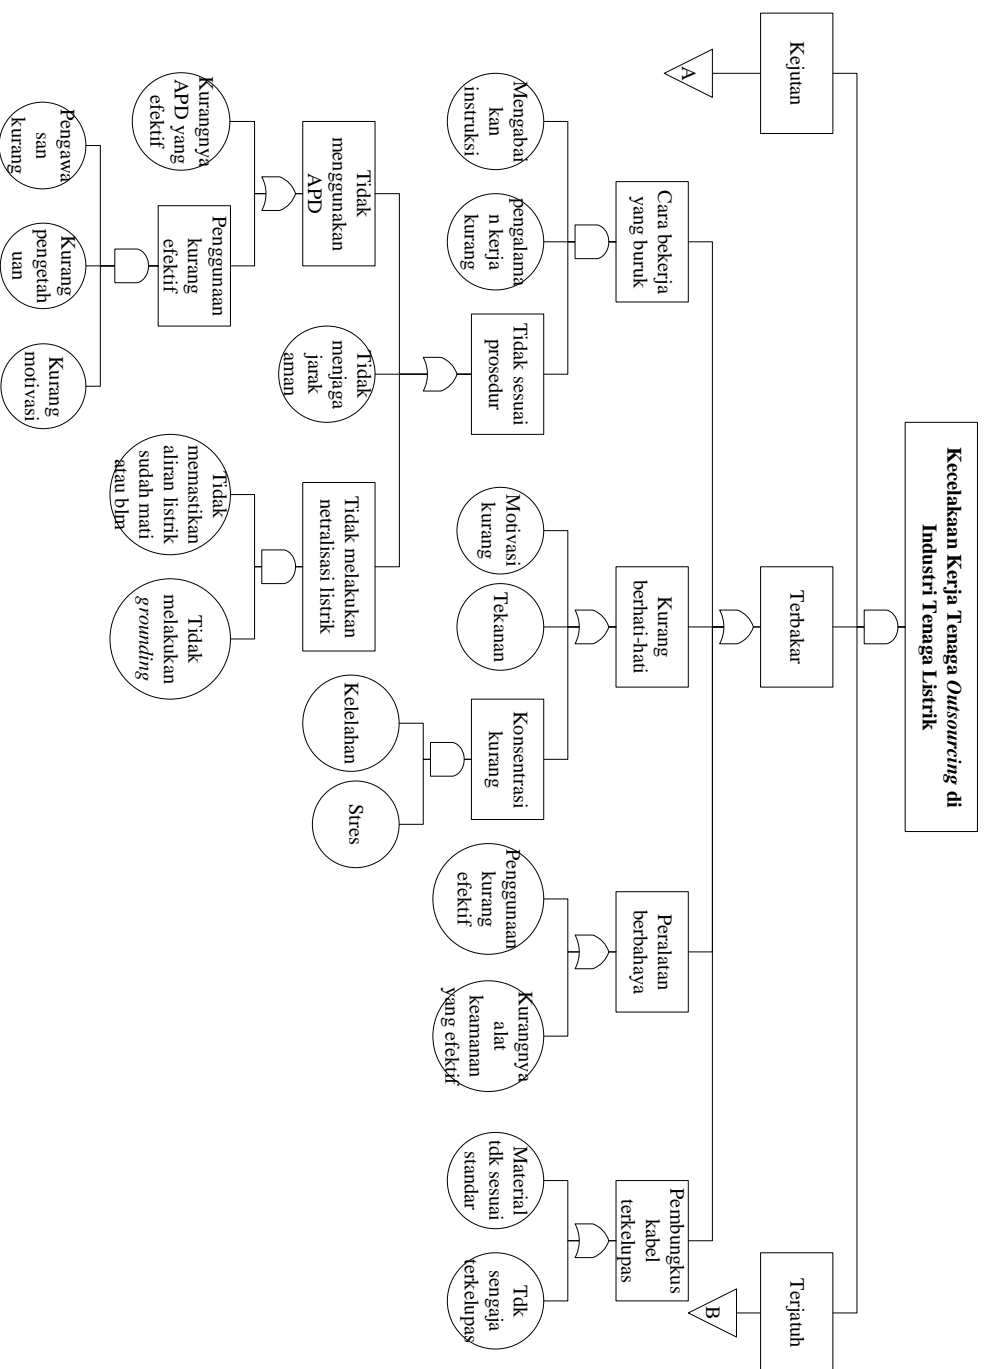 Kecelakaan Kerja Tenaga Outsourcing di
Industri Tenaga Listrik
Kejutan
Terbakar
Terjatuh
A
B
Cara bekerja
yang buruk
Kurang
berhati-hati
Peralatan
berbahaya
Pembungkus
kabel
terkelupas
Mengabai
kan
instruksi
pengalama
n kerja
kurang
Tidak sesuai
prosedur
Motivasi
kurang
Tekanan
Konsentrasi
kurang
Penggunaan
kurang
efektif
Kurangnya
alat
keamanan
yang efektif
Material
tdk sesuai
standar
Tdk
sengaja
terkelupas
Tidak
menggunakan
APD
Tidak
menjaga
jarak
aman
Tidak melakukan
netralisasi listrik
Kelelahan
Stres
Kurangnya
APD yang
efektif
Penggunaan
kurang
efektif
Tidak
memastikan
aliran listrik
sudah mati
atau blm
Tidak
melakukan
grounding
Pengawa
san
kurang
Kurang
pengetah
uan
Kurang
motivasi